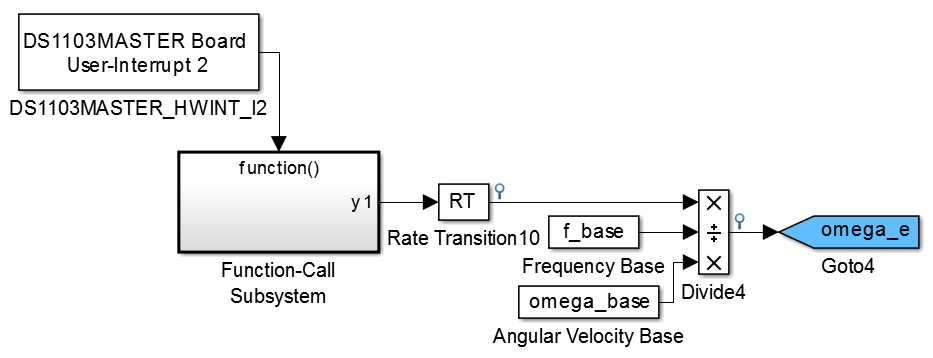 DS1103MASTER Board
User-Interrupt 2
DS1103MASTER_HWINT_I2
function()
y1
Function-Call
Subsystem
RT
Rate Transition10
f_base
Frequency Base
omega_base
Angular Velocity Base
×
÷
×
Divide4
omega_e
Goto4